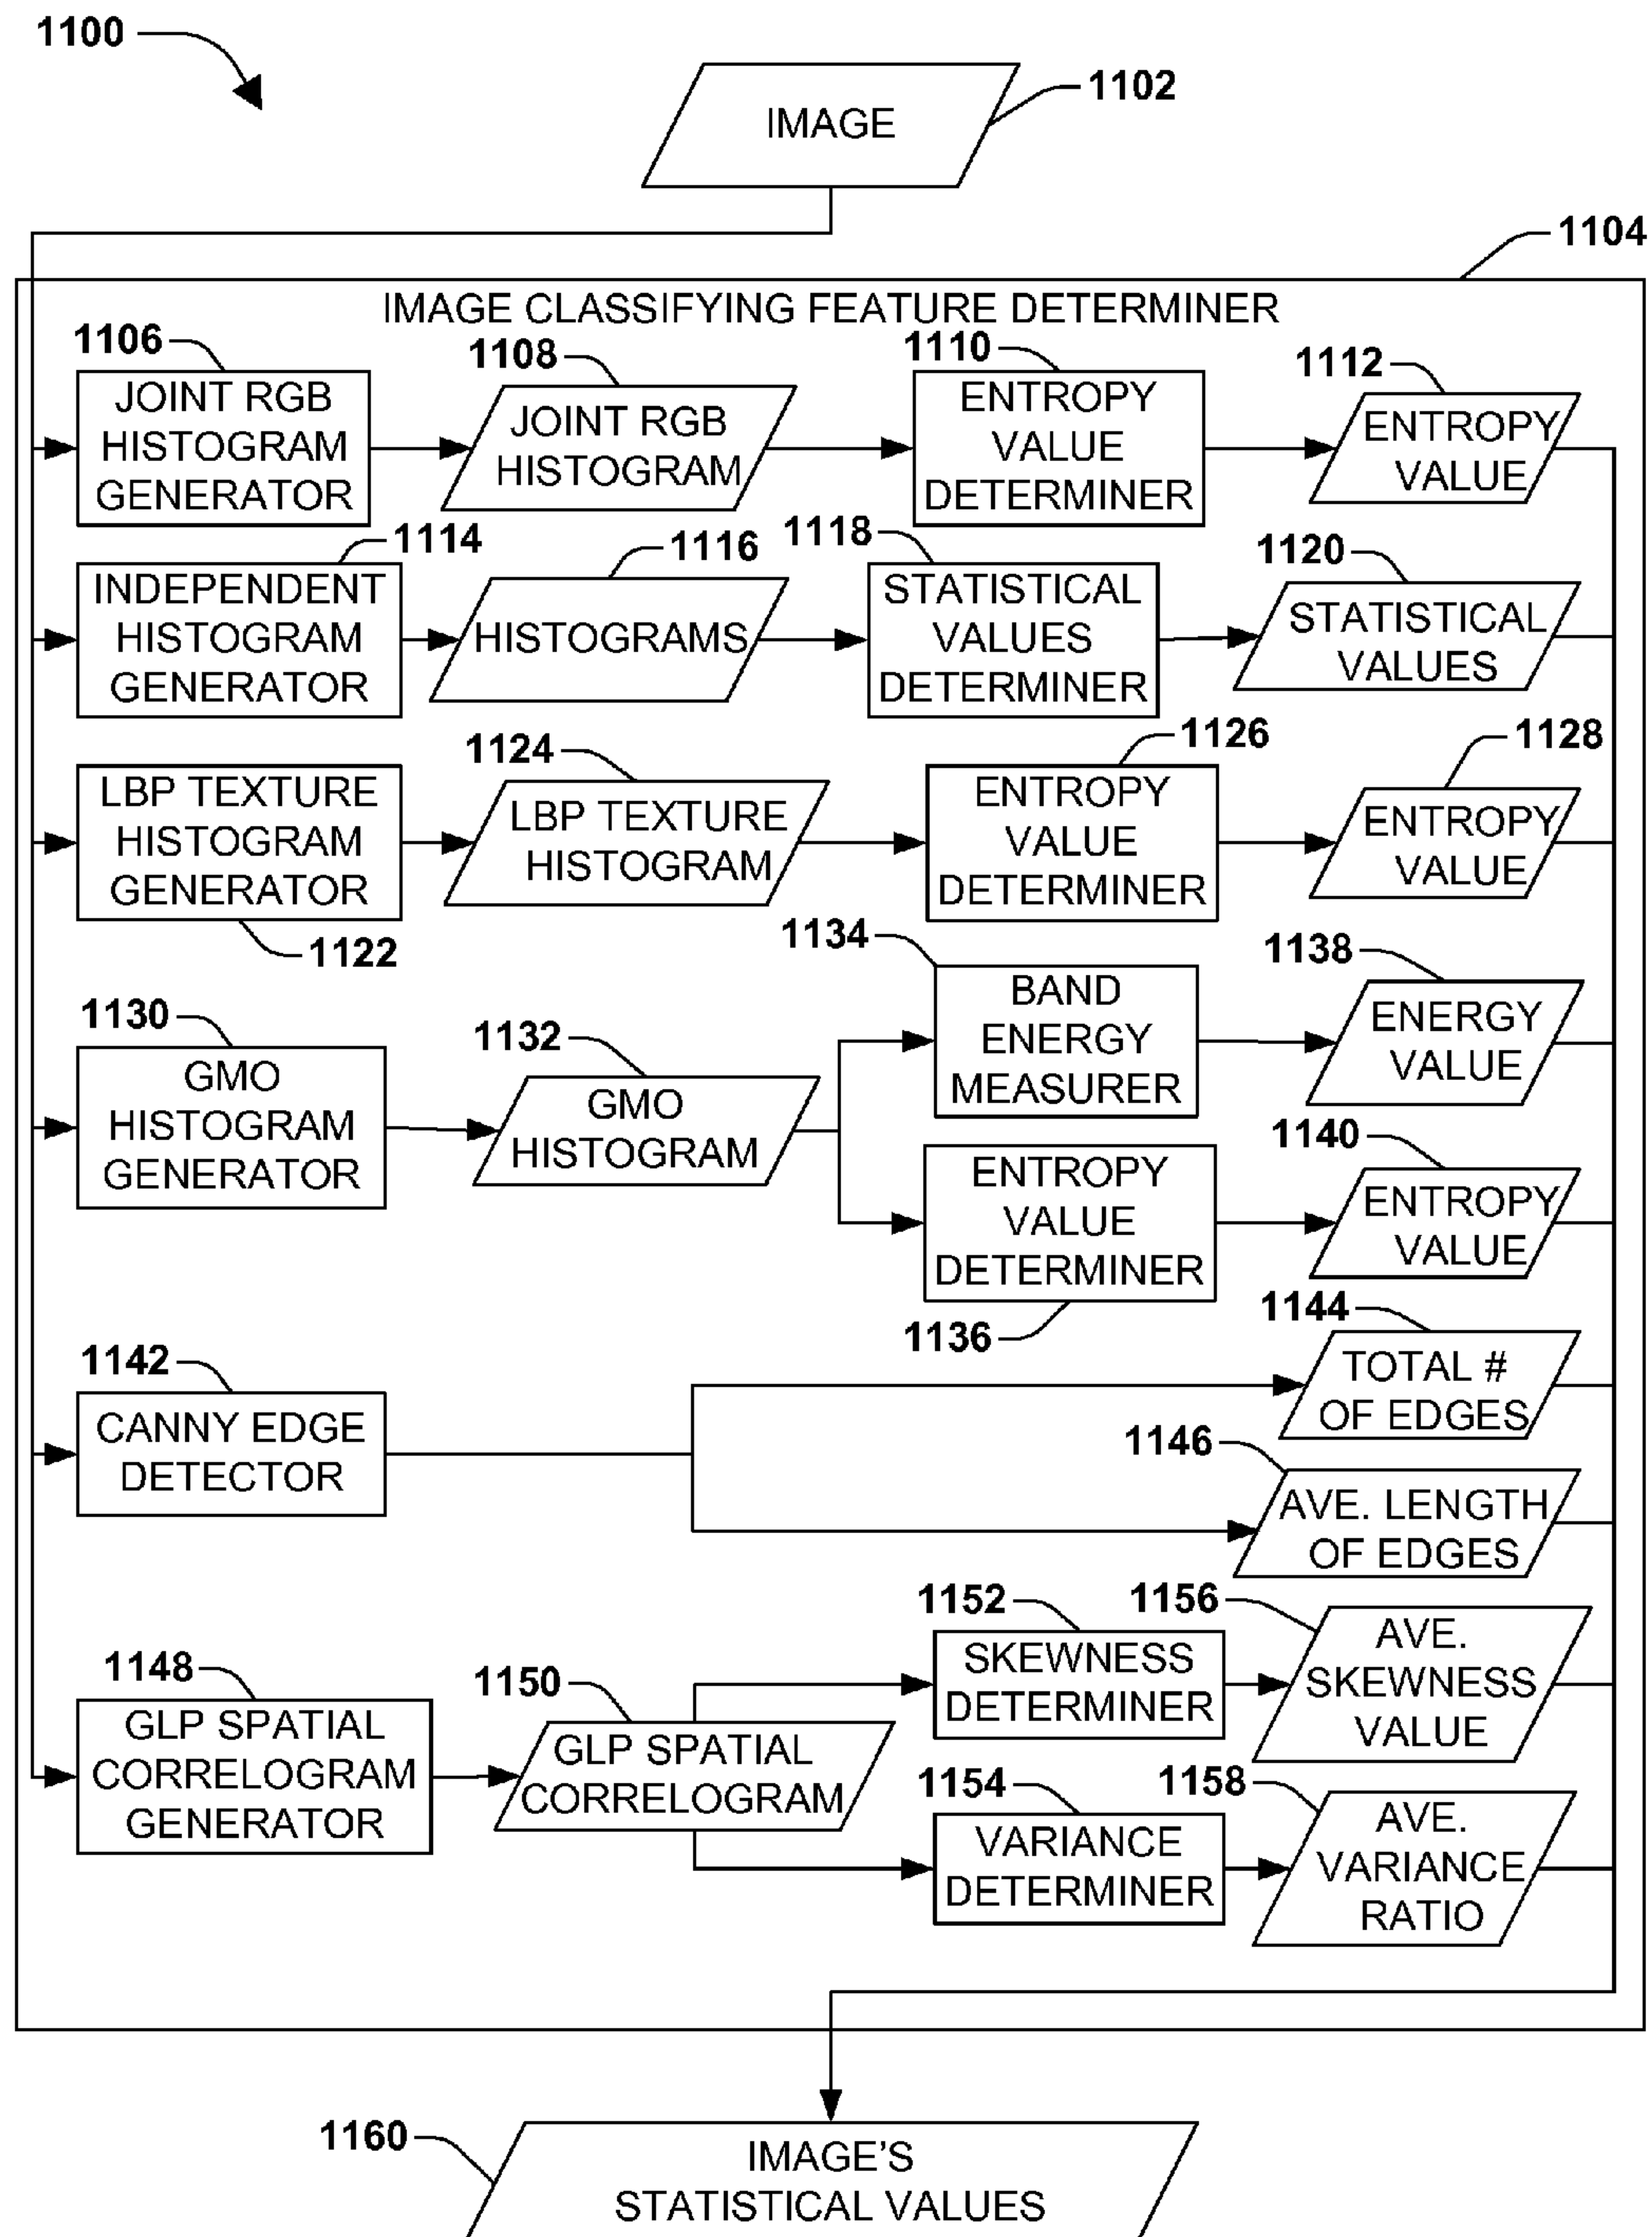 1100
IMAGE
1102
1104
IMAGE CLASSIFYING FEATURE DETERMINER
1106
JOINT RGB
HISTOGRAM
GENERATOR
1108
JOINT RGB
HISTOGRAM
1110
ENTROPY
VALUE
DETERMINER
1112
ENTROPY
VALUE
1114
INDEPENDENT
HISTOGRAM
GENERATOR
1116
HISTOGRAMS
1118
STATISTICAL
VALUES
DETERMINER
1120
STATISTICAL
VALUES
LBP TEXTURE
HISTOGRAM
GENERATOR
1122
1124
LBP TEXTURE
HISTOGRAM
1126
ENTROPY
VALUE
DETERMINER
1128
ENTROPY
VALUE
1130
GMO
HISTOGRAM
GENERATOR
1132
GMO
HISTOGRAM
1134
BAND
ENERGY
MEASURER
1138
ENERGY
VALUE
ENTROPY
VALUE
DETERMINER
1136
1140
ENTROPY
VALUE
1142
CANNY EDGE
DETECTOR
1144
TOTAL #
OF EDGES
1146
AVE. LENGTH
OF EDGES
1148
GLP SPATIAL
CORRELOGRAM
GENERATOR
1150
GLP SPATIAL
CORRELOGRAM
1152
SKEWNESS
DETERMINER
1156
AVE.
SKEWNESS
VALUE
1154
VARIANCE
DETERMINER
1158
AVE.
VARIANCE
RATIO
1160
IMAGE'S
STATISTICAL VALUES